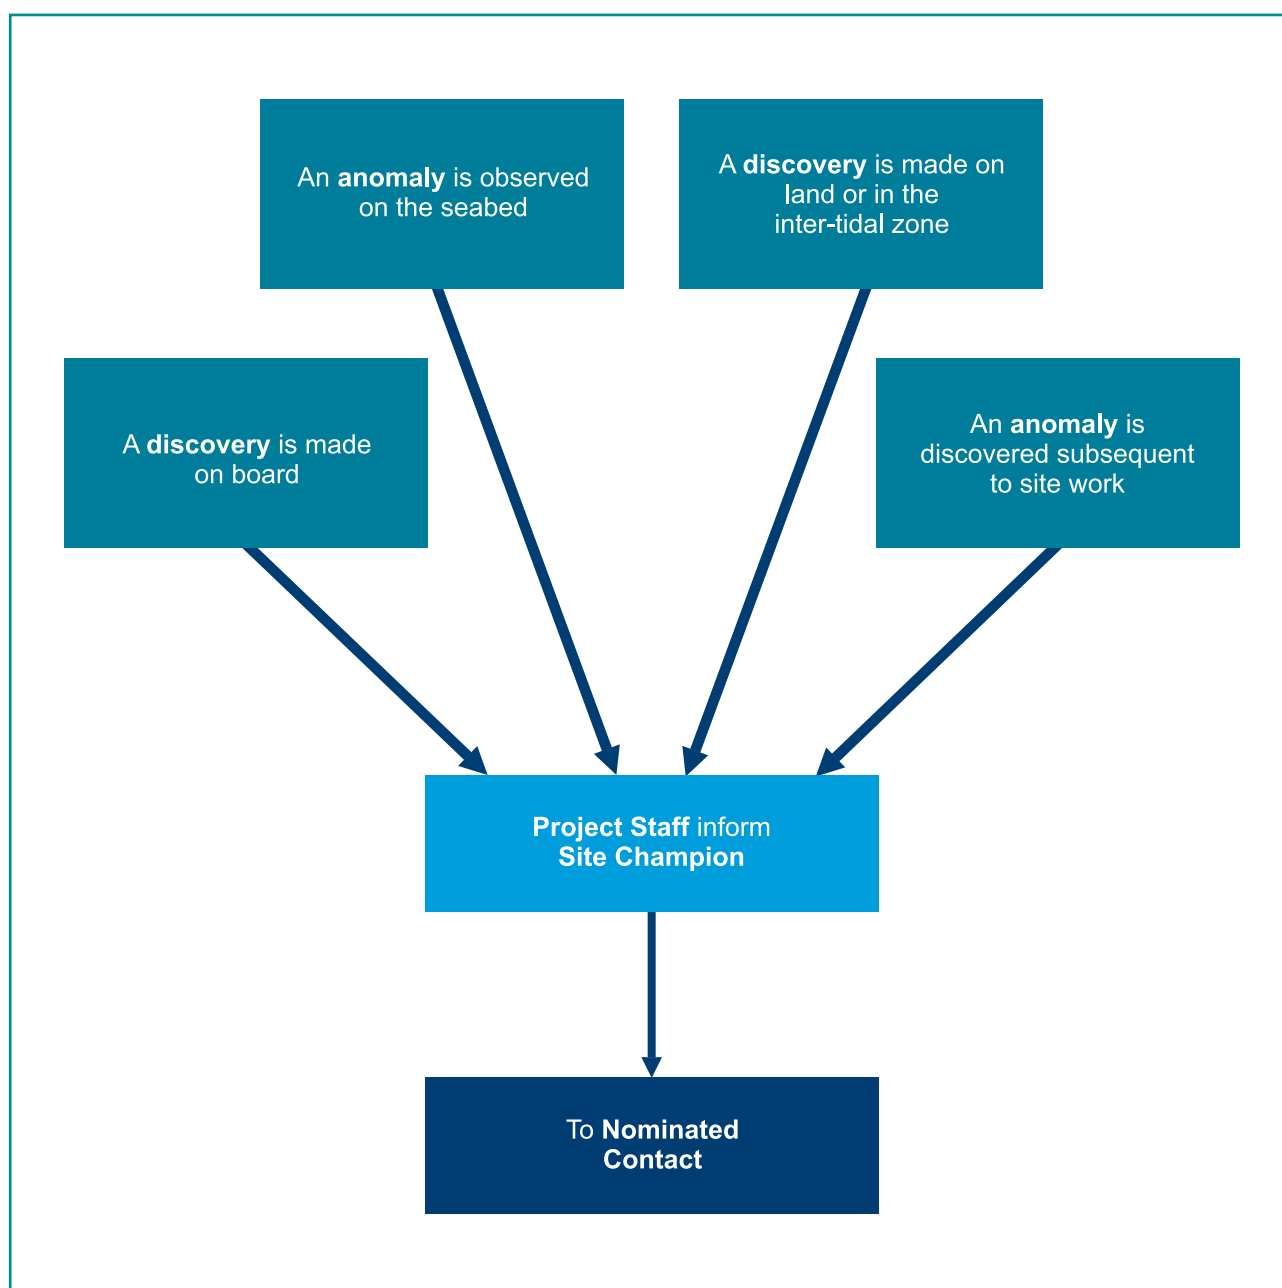 An anomaly is observed
on the seabed
A discovery is made on
land or in the
inter-tidal zone
A discovery is made
on board
An anomaly is
discovered subsequent
to site work
Project Staff inform
Site Champion
To Nominated
Contact